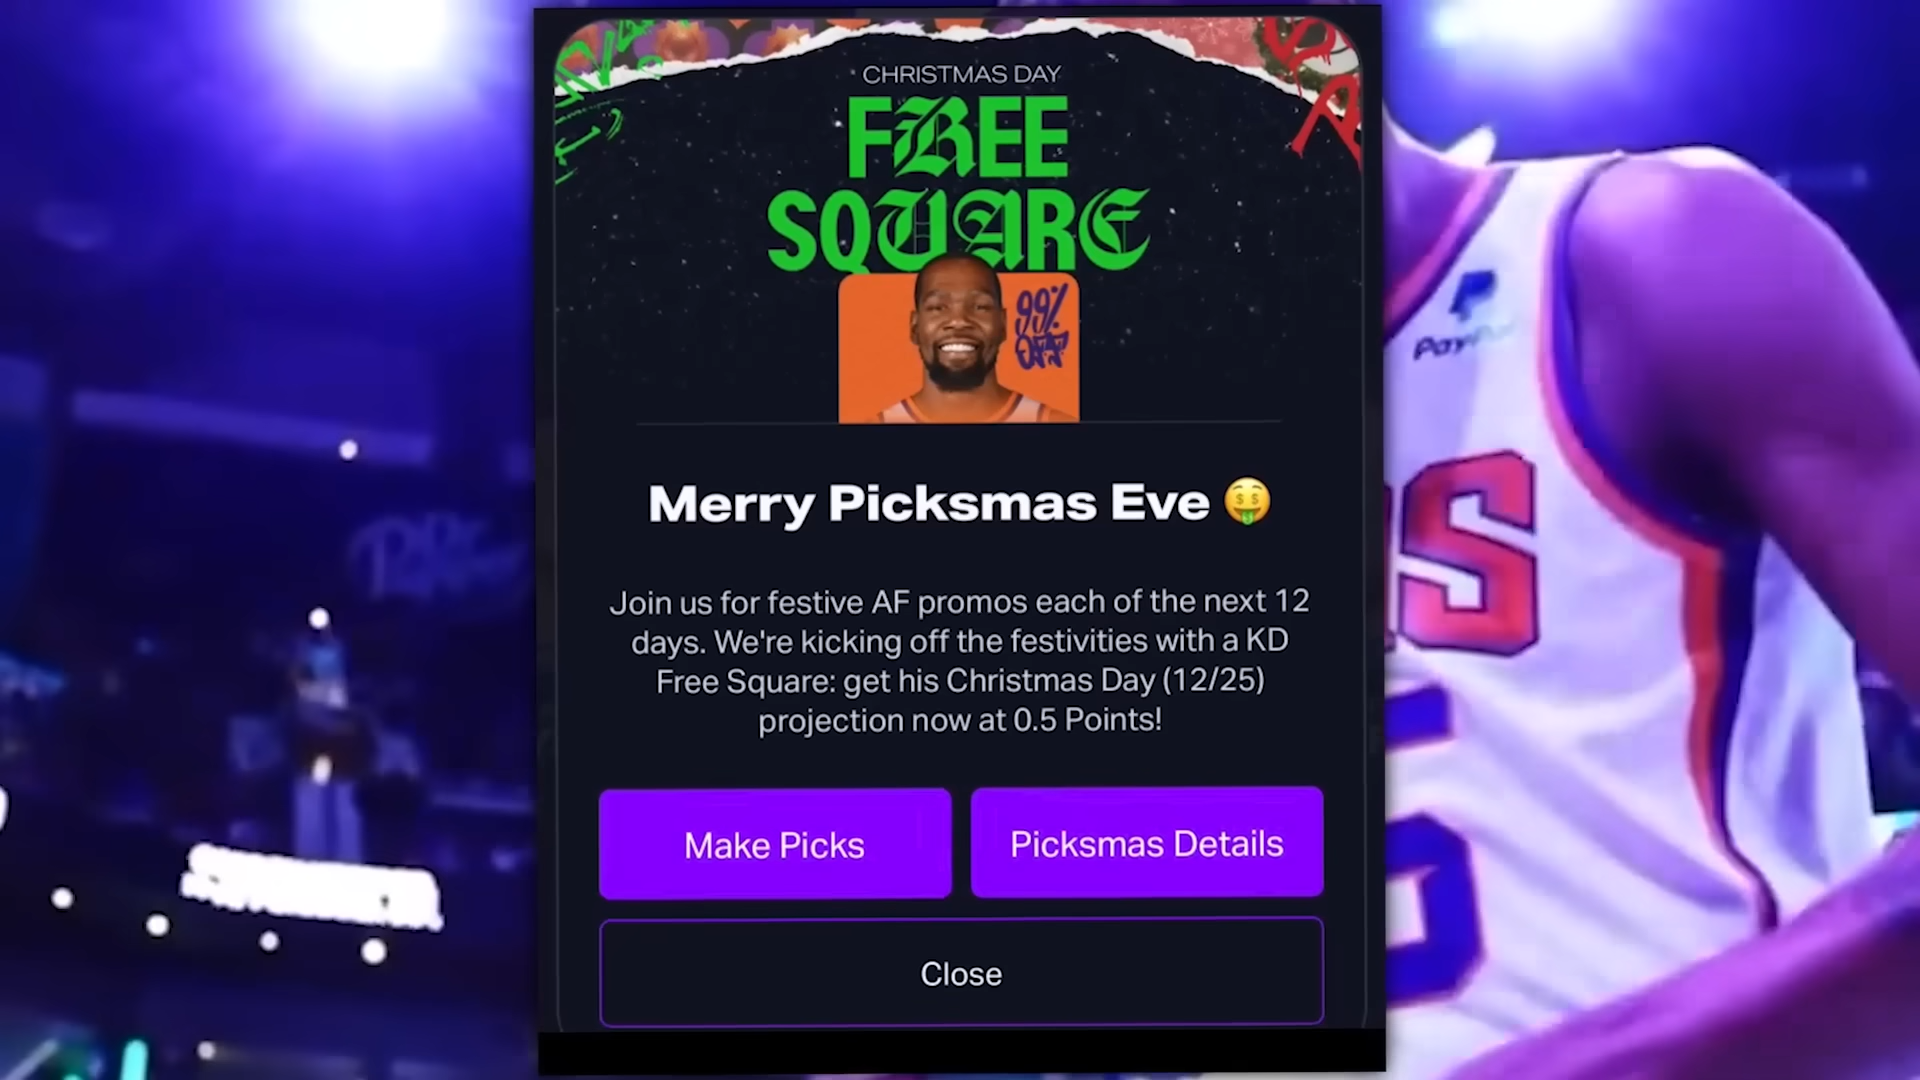 CHRISTMAS DAY
FREE
SQUARE
99%
OFF
Merry Picksmas Eve
Join us for festive AF promos each of the next 12
days. We're kicking off the festivities with a KD
Free Square: get his Christmas Day (12/25)
projection now at 0.5 Points!
Make Picks
Picksmas Details
Close
PayPal
NS